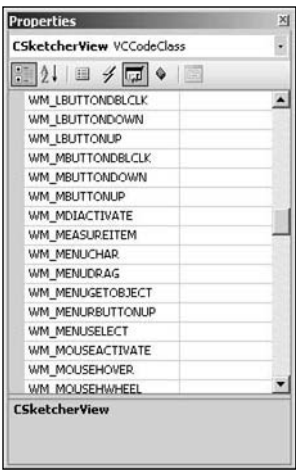 Properties
CSketcherView VCCodeClass
WM_LBUTTONDBLCLK
WM_LBUTTONDOWN
WM_LBUTTONUP
WM_MBUTTONDBLCLK
WM_MBUTTONDOWN
WM_MBUTTONUP
WM_MDIACTIVATE
WM_MEASUREITEM
WM_MENUCHAR
WM_MENUDRAG
WM_MENUGETOBJECT
WM_MENURBUTTONUP
WM_MENUSELECT
WM_MOUSEACTIVATE
WM_MOUSEHOVER
WM_MOUSEHWHEEL
CSketcherView